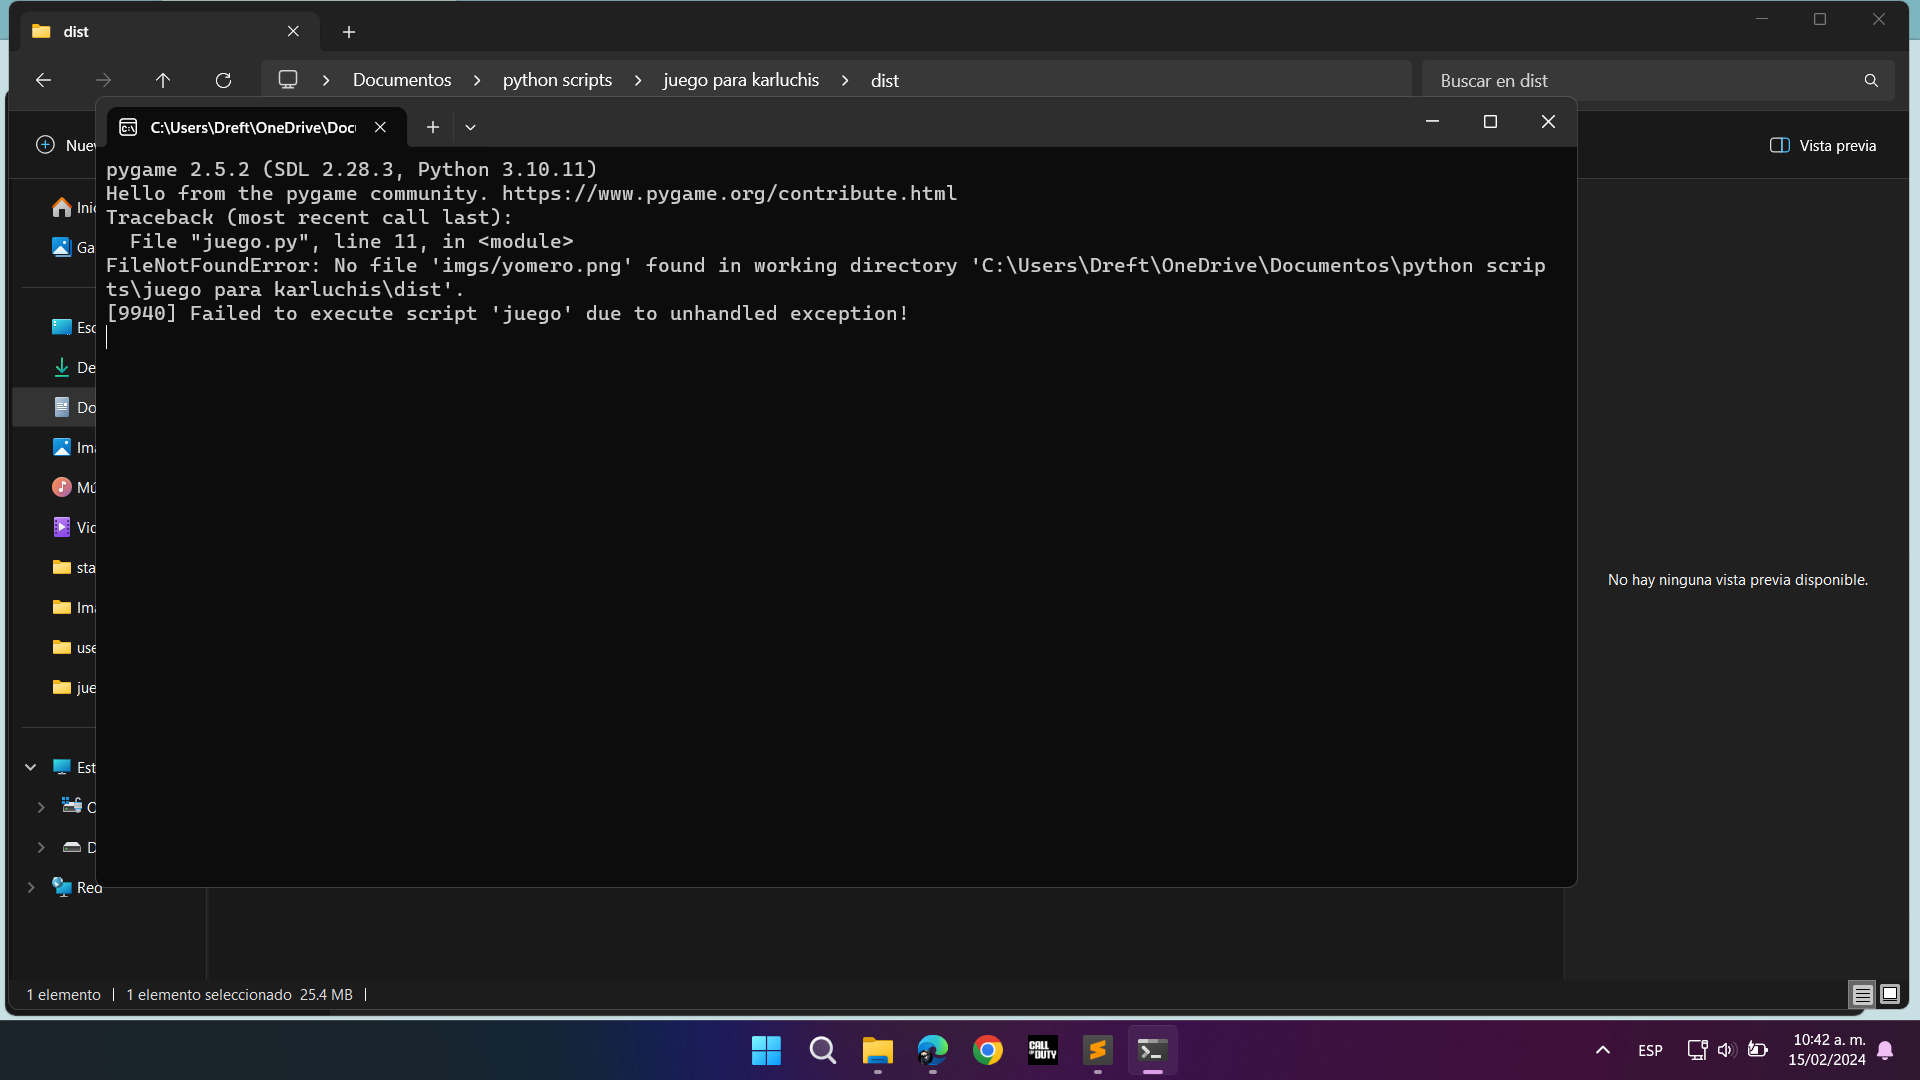 dist
Documentos
python scripts
juego para karluchis
dist
Buscar en dist
C:\Users\Dreft\OneDrive\Doc
Vista previa
pygame 2.5.2 (SDL 2.28.3, Python 3.10.11)
Hello from the pygame community. https://www.pygame.org/contribute.html
Traceback (most recent call last):
File "juego.py", line 11, in <module>
FileNotFoundError: No file 'imgs/yomero.png' found in working directory 'C:\Users\Dreft\OneDrive\Documentos\python scrip
ts\juego para karluchis\dist'.
[9940] Failed to execute script 'juego' due to unhandled exception!
Esc
De
Do
Ima
Mú
sta
Ima
use
jue
Est
Red
No hay ninguna vista previa disponible.
1 elemento
1 elemento seleccionado 25.4 MB
CALL OF DUTY
ESP
10:42 a. m.
15/02/2024